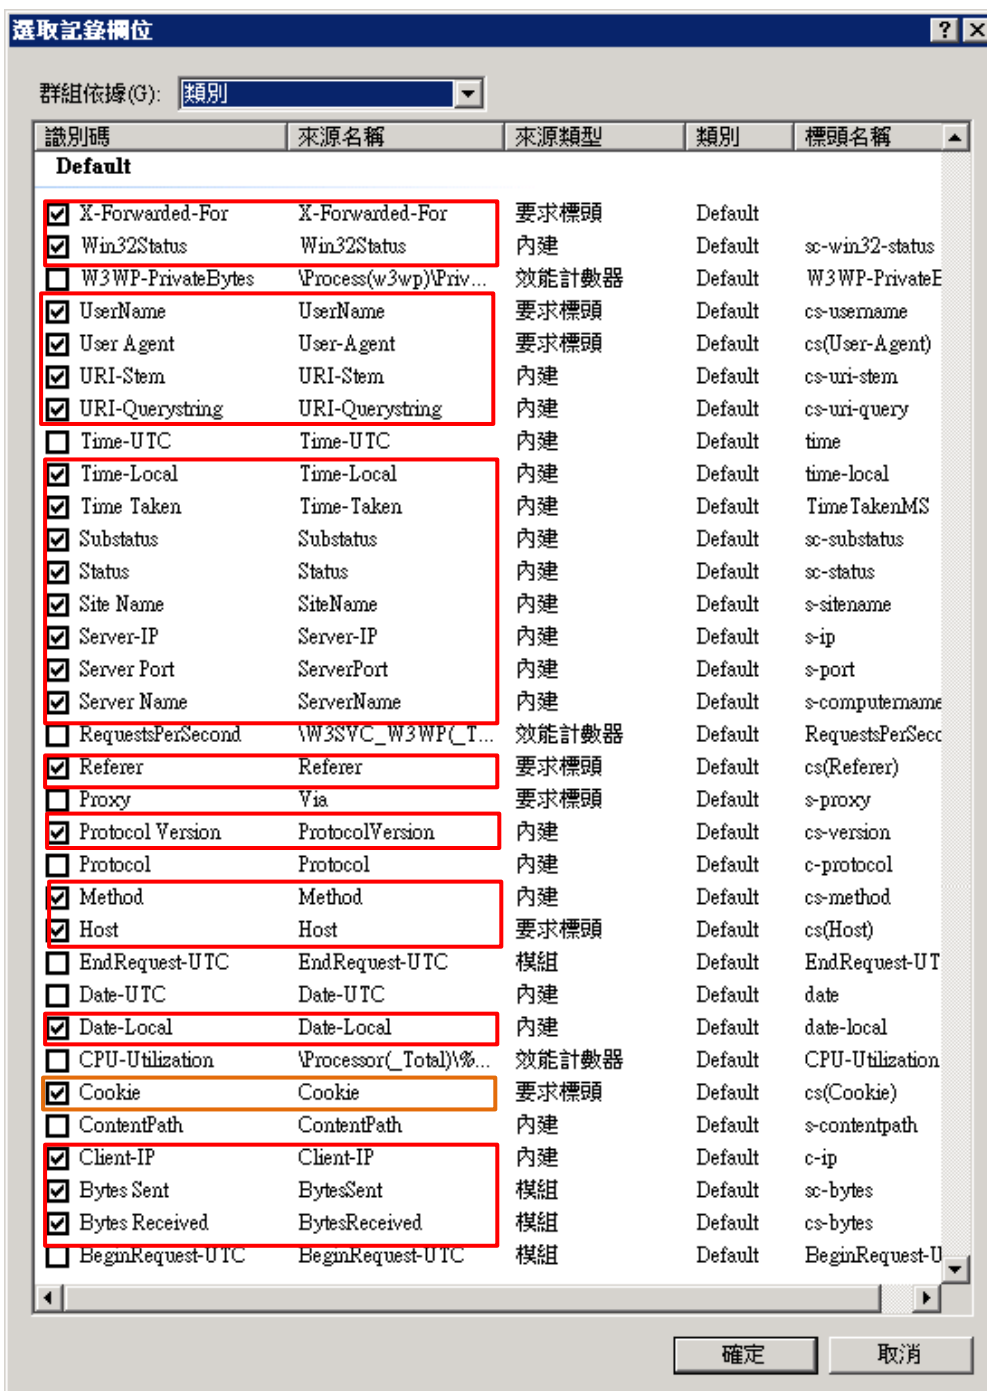 選取記錄欄位
群組依據(G): 類別
識別碼 來源名稱 來源類型 類別 標頭名稱
Default
X-Forwarded-For X-Forwarded-For 要求標頭 Default
Win32Status Win32Status 內建 Default sc-win32-status
W3WP-PrivateBytes \Process(w3wp)\Priv... 效能計數器 Default W3WP-PrivateE
UserName UserName 要求標頭 Default cs-username
User Agent User-Agent 要求標頭 Default cs(User-Agent)
URI-Stem URI-Stem 內建 Default cs-uri-stem
URI-Querystring URI-Querystring 內建 Default cs-uri-query
Time-UTC Time-UTC 內建 Default time
Time-Local Time-Local 內建 Default time-local
Time Taken Time-Taken 內建 Default TimeTakenMS
Substatus Substatus 內建 Default sc-substatus
Status Status 內建 Default sc-status
Site Name SiteName 內建 Default s-sitename
Server-IP Server-IP 內建 Default s-ip
Server Port ServerPort 內建 Default s-port
Server Name ServerName 內建 Default s-computername
RequestsPerSecond \W3SVC_W3WP(_T... 效能計數器 Default RequestsPerSecc
Referer Referer 要求標頭 Default cs(Referer)
Proxy Via 要求標頭 Default s-proxy
Protocol Version ProtocolVersion 內建 Default cs-version
Protocol Protocol 內建 Default c-protocol
Method Method 內建 Default cs-method
Host Host 要求標頭 Default cs(Host)
EndRequest-UTC EndRequest-UTC 模組 Default EndRequest-UT
Date-UTC Date-UTC 內建 Default date
Date-Local Date-Local 內建 Default date-local
CPU-Utilization \Processor(_Total)\%... 效能計數器 Default CPU-Utilization
Cookie Cookie 要求標頭 Default cs(Cookie)
ContentPath ContentPath 內建 Default s-contentpath
Client-IP Client-IP 內建 Default c-ip
Bytes Sent BytesSent 模組 Default sc-bytes
Bytes Received BytesReceived 模組 Default cs-bytes
BeginRequest-UTC BeginRequest-UTC 模組 Default BeginRequest-U
確定 取消